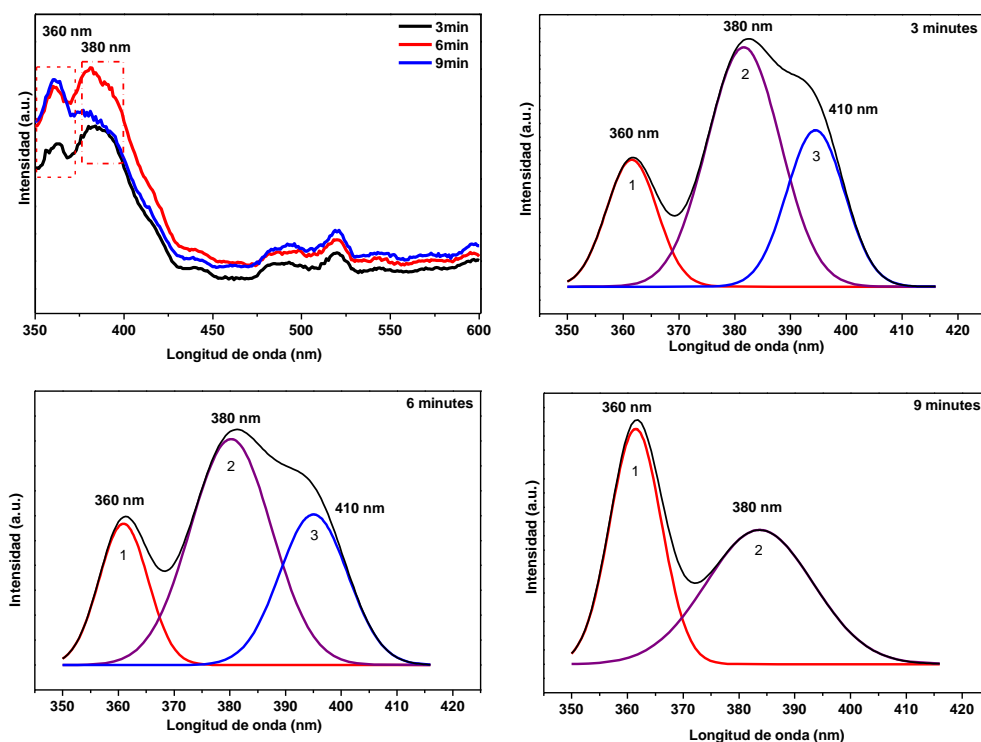 360 nm
380 nm
3min
6min
9min
Intensidad (a.u.)
350 400 450 500 550 600
Longitud de onda (nm)
3 minutes
380 nm
2
410 nm
360 nm
1
3
Intensidad (a.u.)
350 360 370 380 390 400 410 420
Longitud de onda (nm)
6 minutes
380 nm
2
360 nm
410 nm
1
3
Intensidad (a.u.)
350 360 370 380 390 400 410 420
Longitud de onda (nm)
9 minutes
360 nm
1
380 nm
2
Intensidad (a.u.)
350 360 370 380 390 400 410 420
Longitud de onda (nm)